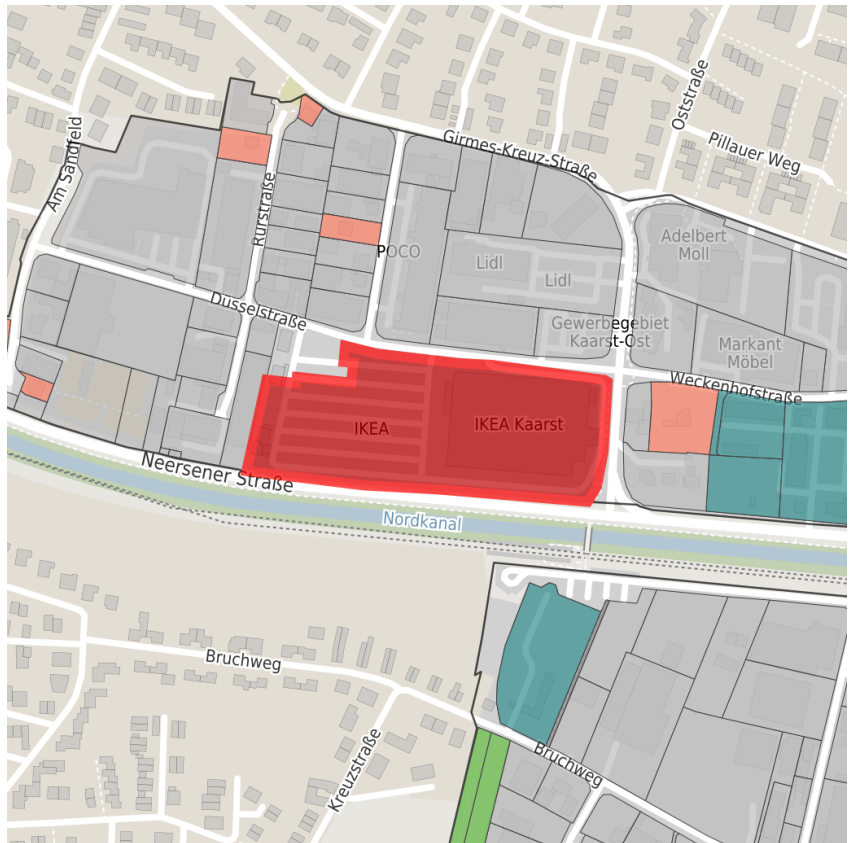 Oststraße
Am Sandfeld
Girmes-Kreuz-Straße
Pillauer Weg
Rurstraße
POCO
Lidl
Lidl
Adelbert
Moll
Düsselstraße
Gewerbegebiet
Kaarst-Ost
Markant
Möbel
Weckenhofstraße
IKEA
IKEA Kaarst
Neersener Straße
Nordkanal
Bruchweg
Kreuzstraße
Bruchweg